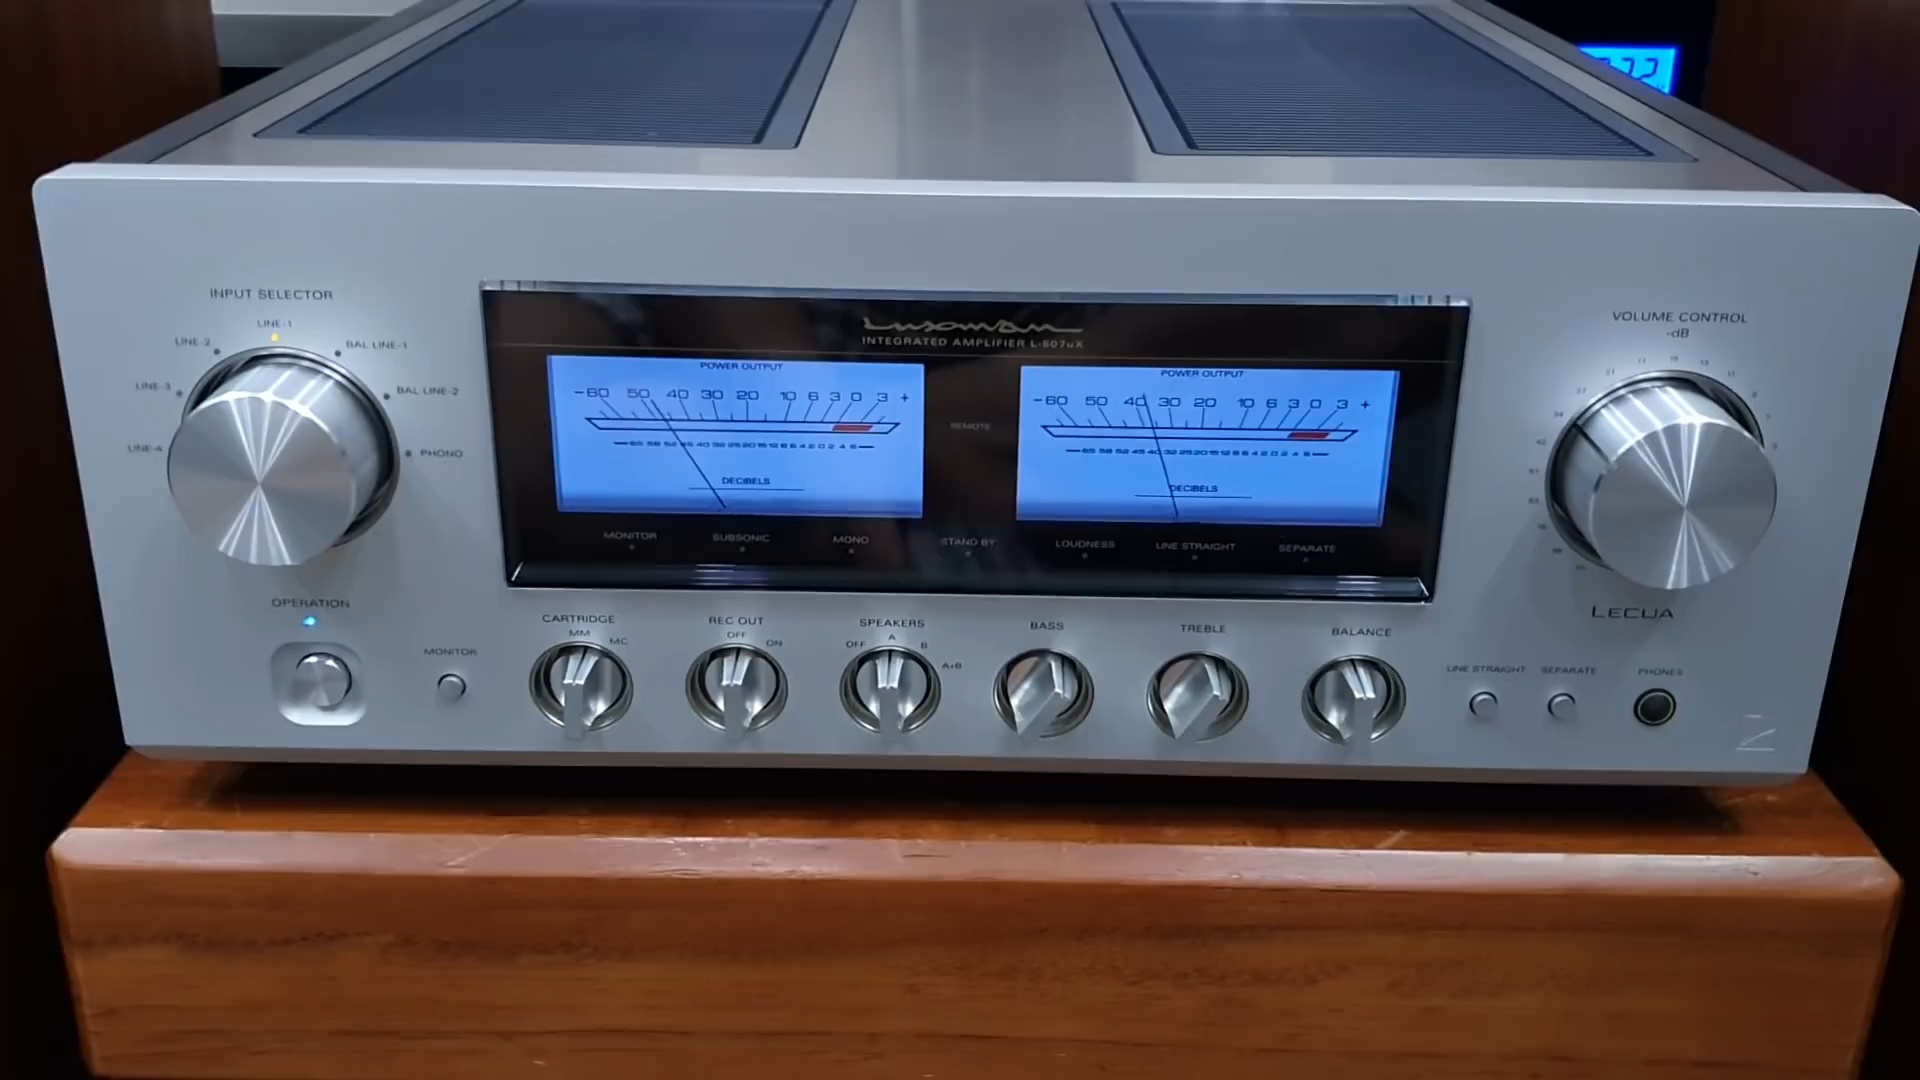 INPUT SELECTOR
LINE-1
LINE-2
BAL LINE-1
LINE-3
BAL LINE-2
LINE-4
PHONO
OPERATION
MONITOR
LUXMAN
INTEGRATED AMPLIFIER L-507uX
POWER OUTPUT
-60 50 40 30 20 10 6 3 0 3 +
DECIBELS
REMOTE
POWER OUTPUT
-60 50 40 30 20 10 6 3 0 3 +
DECIBELS
MONITOR SUBSONIC MONO STAND BY LOUDNESS LINE STRAIGHT SEPARATE
VOLUME CONTROL
-dB
LECUA
CARTRIDGE
MM MC
REC OUT
OFF ON
SPEAKERS
OFF A B A+B
BASS
TREBLE
BALANCE
LINE STRAIGHT
SEPARATE
PHONES